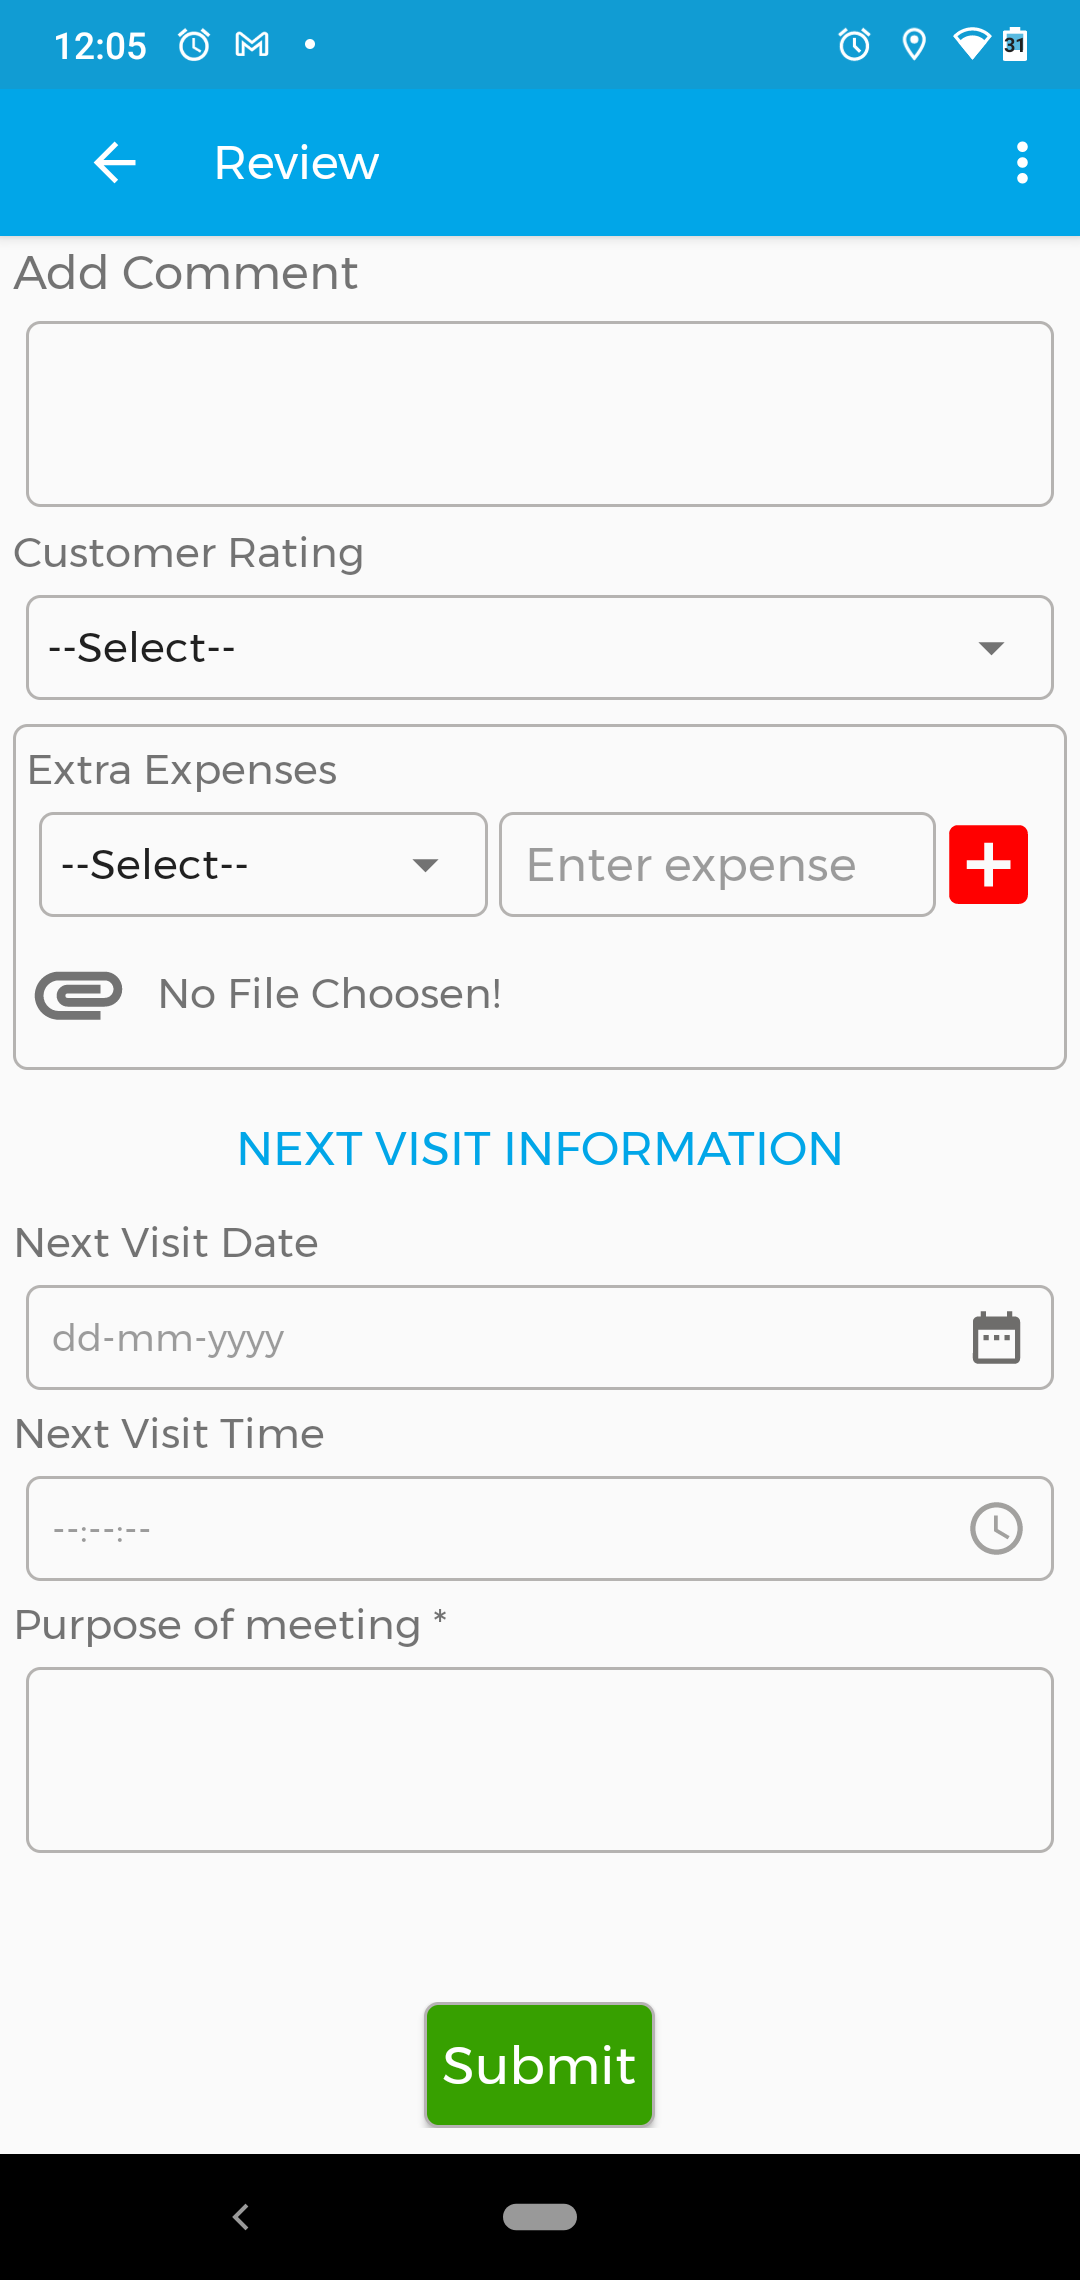 12:05
31
Review
Add Comment
Customer Rating
--Select--
Extra Expenses
--Select--
Enter expense
No File Choosen!
NEXT VISIT INFORMATION
Next Visit Date
dd-mm-yyyy
Next Visit Time
--:--:--
Purpose of meeting *
Submit